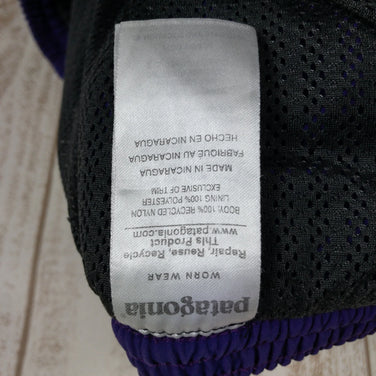 patagonia
WORN WEAR
Repair, Reuse, Recycle
This Product
www.patagonia.com
BODY: 100% RECYCLED NYLON
LINING: 100% POLYESTER
EXCLUSIVE OF TRIM
MADE IN NICARAGUA
FABRIQUÉ AU NICARAGUA
HECHO EN NICARAGUA